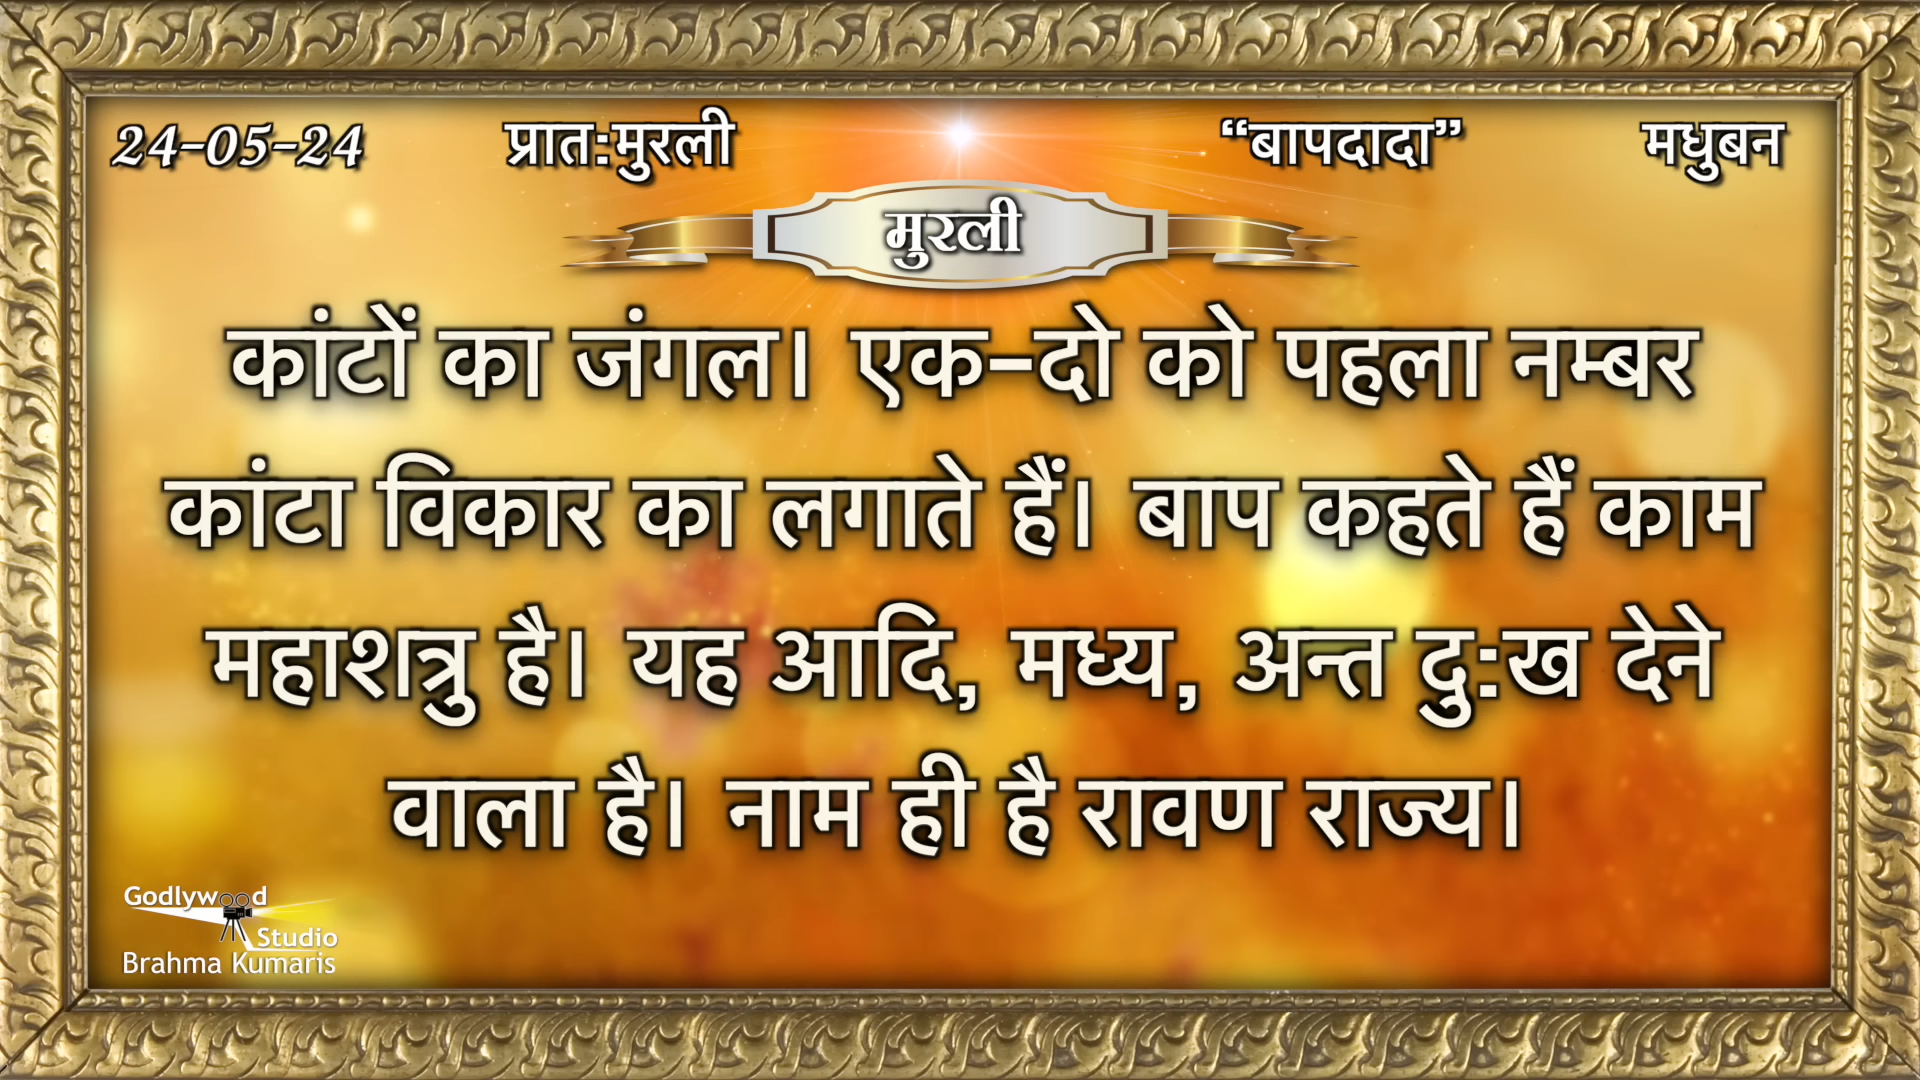 24-05-24 प्रात:मुरली “बापदादा” मधुबन
मुरली
कांटों का जंगल। एक-दो को पहला नम्बर
कांटा विकार का लगाते हैं। बाप कहते हैं काम
महाशत्रु है। यह आदि, मध्य, अन्त दु:ख देने
वाला है। नाम ही है रावण राज्य।
Godlywood
Studio
Brahma Kumaris